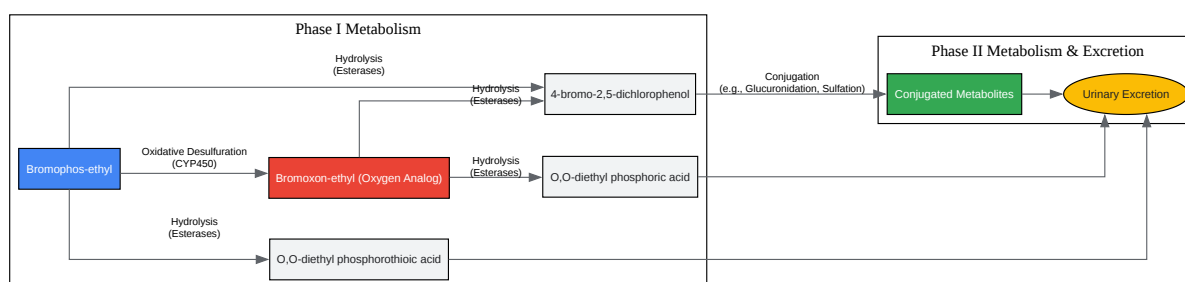 Phase I Metabolism
Phase II Metabolism & Excretion
Hydrolysis
(Esterases)
Hydrolysis
(Esterases)
4-bromo-2,5-dichlorophenol
Conjugation
(e.g., Glucuronidation, Sulfation)
Conjugated Metabolites
Urinary Excretion
Bromophos-ethyl
Oxidative Desulfuration
(CYP450)
Bromoxon-ethyl (Oxygen Analog)
Hydrolysis
(Esterases)
O,O-diethyl phosphoric acid
Hydrolysis
(Esterases)
O,O-diethyl phosphorothioic acid